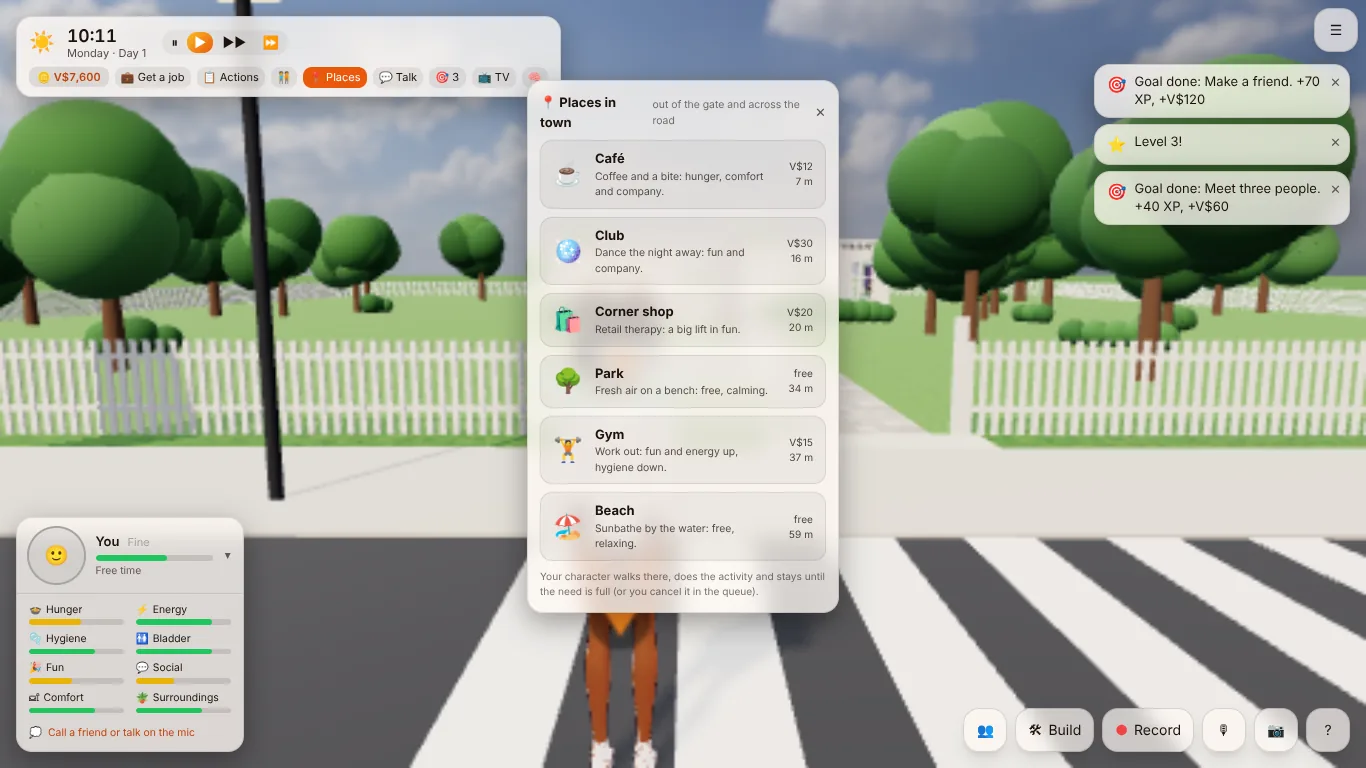 10:11
Monday · Day 1
V$7,600
Get a job
Actions
Places
Talk
3
TV
Places in town
out of the gate and across the road
×
Café
Coffee and a bite: hunger, comfort and company.
V$12
7 m
Club
Dance the night away: fun and company.
V$30
16 m
Corner shop
Retail therapy: a big lift in fun.
V$20
20 m
Park
Fresh air on a bench: free, calming.
free
34 m
Gym
Work out: fun and energy up, hygiene down.
V$15
37 m
Beach
Sunbathe by the water: free, relaxing.
free
59 m
Your character walks there, does the activity and stays until the need is full (or you cancel it in the queue).
Goal done: Make a friend. +70 XP, +V$120
×
Level 3!
×
Goal done: Meet three people. +40 XP, +V$60
×
You
Fine
Free time
Hunger
Energy
Hygiene
Bladder
Fun
Social
Comfort
Surroundings
Call a friend or talk on the mic
Build
Record
?